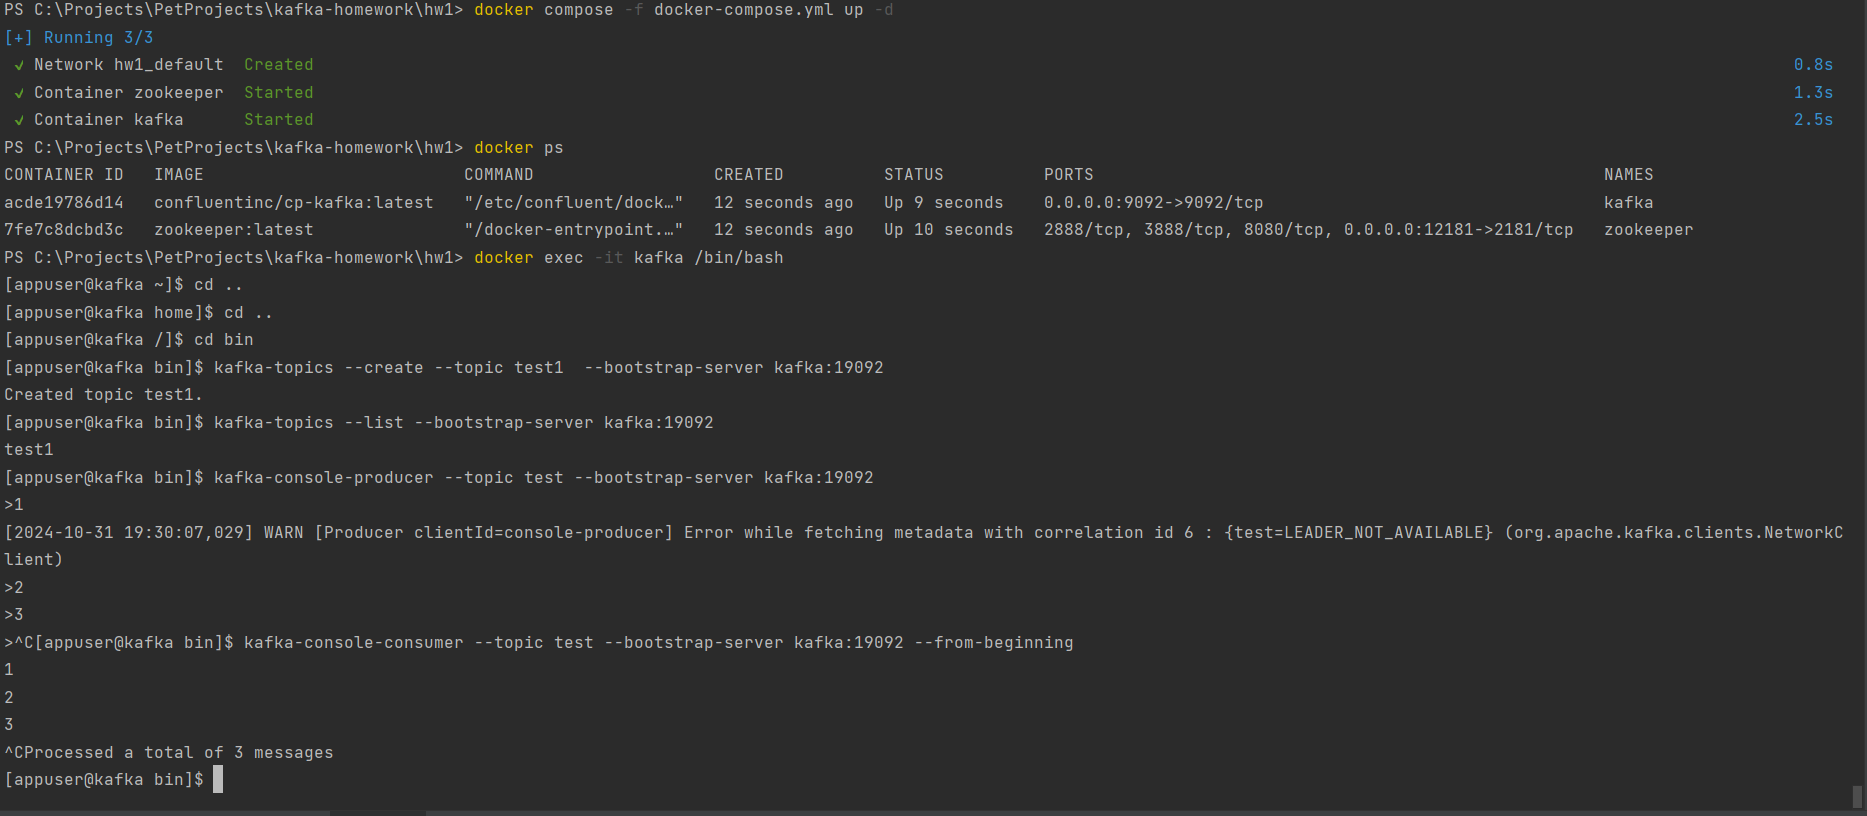 PS C:\Projects\PetProjects\kafka-homework\hw1> docker compose -f docker-compose.yml up -d
[+] Running 3/3
✓ Network hw1_default  Created 0.8s
✓ Container zookeeper  Started 1.3s
✓ Container kafka      Started 2.5s
PS C:\Projects\PetProjects\kafka-homework\hw1> docker ps
CONTAINER ID   IMAGE                          COMMAND                  CREATED          STATUS          PORTS                                                   NAMES
acde19786d14   confluentinc/cp-kafka:latest   "/etc/confluent/dock…"   12 seconds ago   Up 9 seconds    0.0.0.0:9092->9092/tcp                                  kafka
7fe7c8dcbd3c   zookeeper:latest               "/docker-entrypoint.…"   12 seconds ago   Up 10 seconds   2888/tcp, 3888/tcp, 8080/tcp, 0.0.0.0:12181->2181/tcp   zookeeper
PS C:\Projects\PetProjects\kafka-homework\hw1> docker exec -it kafka /bin/bash
[appuser@kafka ~]$ cd ..
[appuser@kafka home]$ cd ..
[appuser@kafka /]$ cd bin
[appuser@kafka bin]$ kafka-topics --create --topic test1  --bootstrap-server kafka:19092
Created topic test1.
[appuser@kafka bin]$ kafka-topics --list --bootstrap-server kafka:19092
test1
[appuser@kafka bin]$ kafka-console-producer --topic test --bootstrap-server kafka:19092
>1
[2024-10-31 19:30:07,029] WARN [Producer clientId=console-producer] Error while fetching metadata with correlation id 6 : {test=LEADER_NOT_AVAILABLE} (org.apache.kafka.clients.NetworkC
lient)
>2
>3
>^C[appuser@kafka bin]$ kafka-console-consumer --topic test --bootstrap-server kafka:19092 --from-beginning
1
2
3
^CProcessed a total of 3 messages
[appuser@kafka bin]$